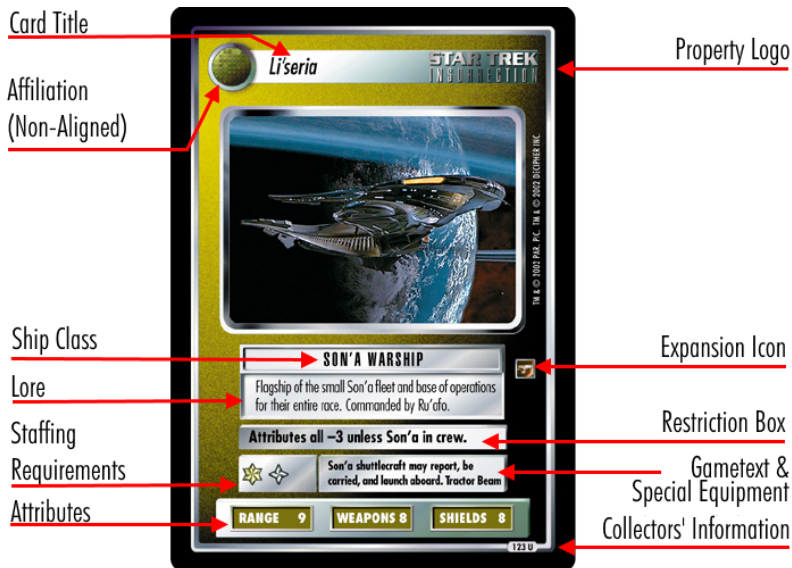 Card Title
Property Logo
Affiliation
(Non-Aligned)
Li'seria
STAR TREK
INSURRECTION
TM & © 2002 PAR. PIC. TM & © 2002 DECIPHER INC.
Ship Class
SON'A WARSHIP
Expansion Icon
Lore
Flagship of the small Son'a fleet and base of operations
for their entire race. Commanded by Ru'afo.
Restriction Box
Attributes all –3 unless Son'a in crew.
Staffing
Requirements
Son'a shuttlecraft may report, be
carried, and launch aboard. Tractor Beam
Gametext &
Special Equipment
Attributes
RANGE 9 WEAPONS 8 SHIELDS 8
Collectors' Information
123 U